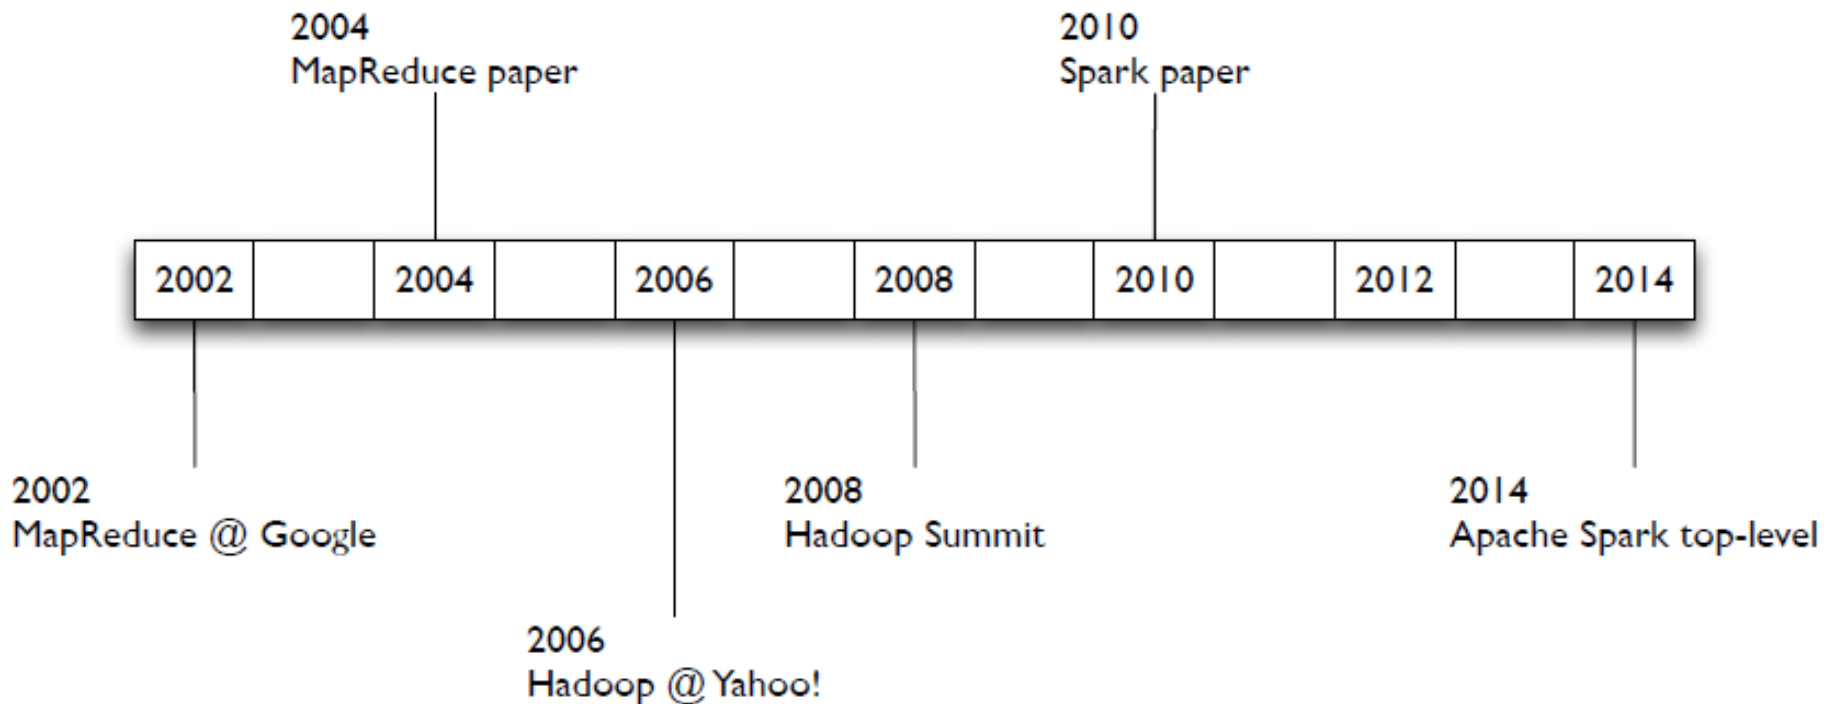 2004
MapReduce paper
2010
Spark paper
2002 2004 2006 2008 2010 2012 2014
2002
MapReduce @ Google
2008
Hadoop Summit
2014
Apache Spark top-level
2006
Hadoop @ Yahoo!